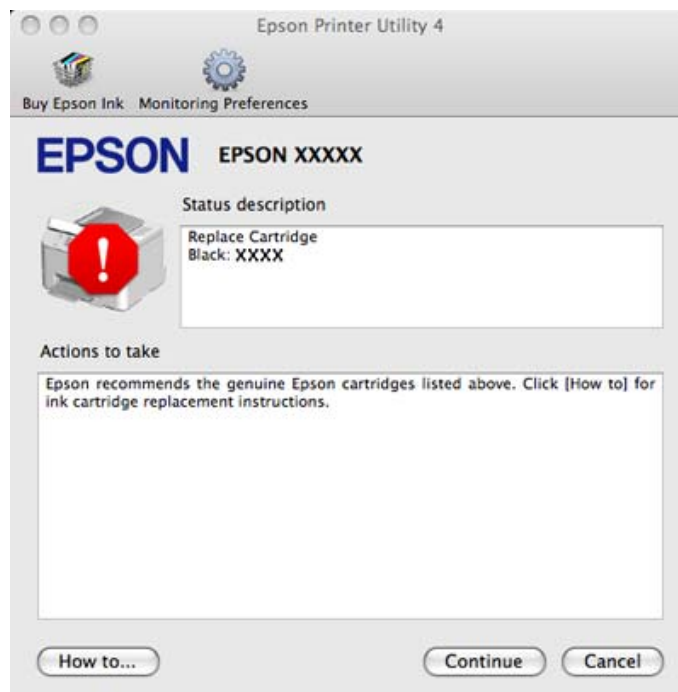 Epson Printer Utility 4
Buy Epson Ink Monitoring Preferences
EPSON EPSON XXXXX
Status description
Replace Cartridge
Black: XXXX
Actions to take
Epson recommends the genuine Epson cartridges listed above. Click [How to] for
ink cartridge replacement instructions.
How to... Continue Cancel